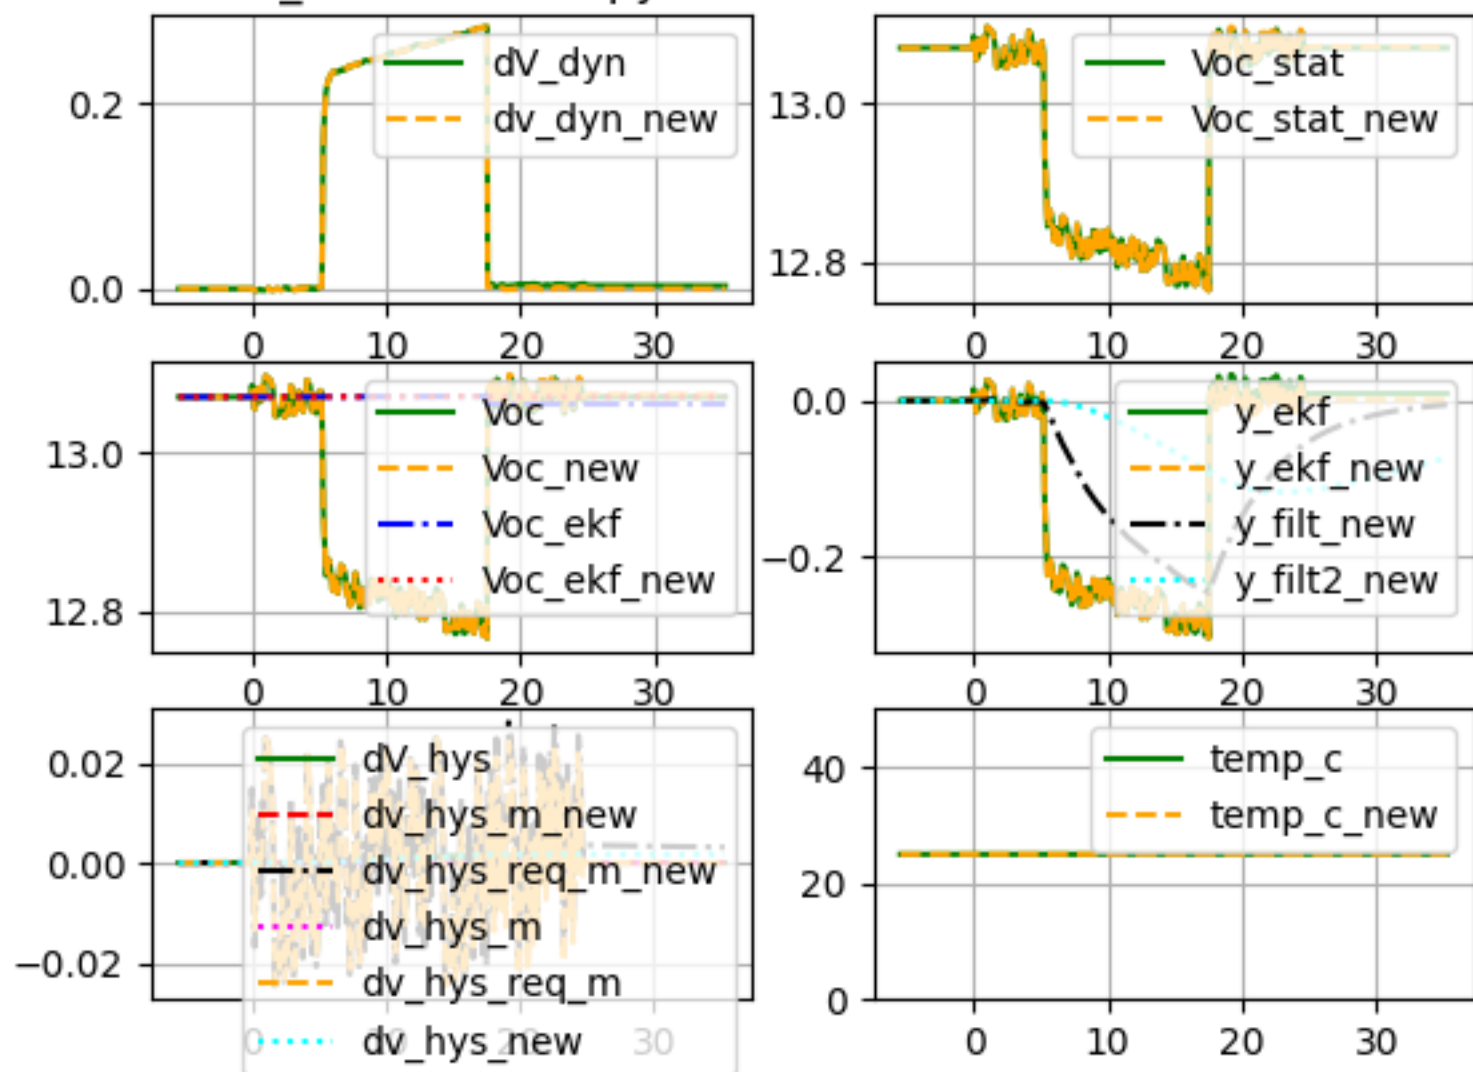 dV_dyn
dv_dyn_new
0.2
0.0
0 10 20 30
Voc_stat
Voc_stat_new
13.0
12.8
0 10 20 30
Voc
Voc_new
Voc_ekf
Voc_ekf_new
13.0
12.8
0 10 20 30
y_ekf
y_ekf_new
y_filt_new
y_filt2_new
0.0
−0.2
0 10 20 30
dV_hys
dv_hys_m_new
dv_hys_req_m_new
dv_hys_m
dv_hys_req_m
dv_hys_new
0.02
0.00
−0.02
0 10 20 30
temp_c
temp_c_new
40
20
0
0 10 20 30